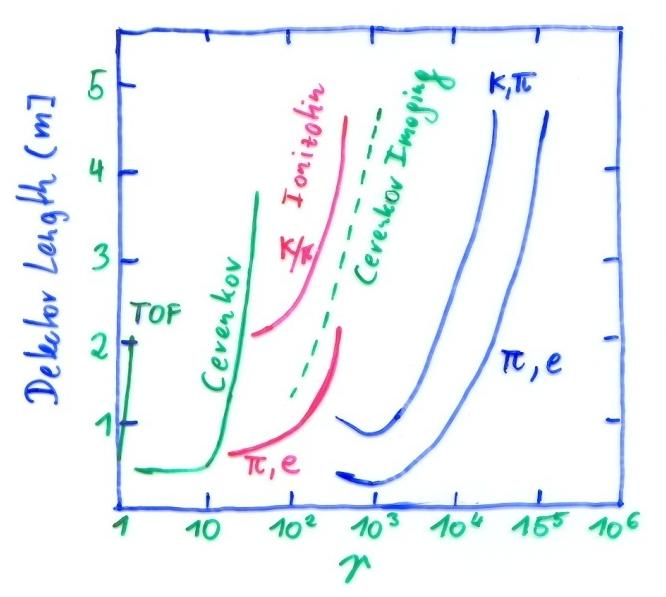 Detector Length (m)
5
4
3
2
1
TOF
Cerenkov
K/π Ionization
Cerenkov Imaging
K,π
π,e
π,e
1 10 10² 10³ 10⁴ 10⁵ 10⁶
γ